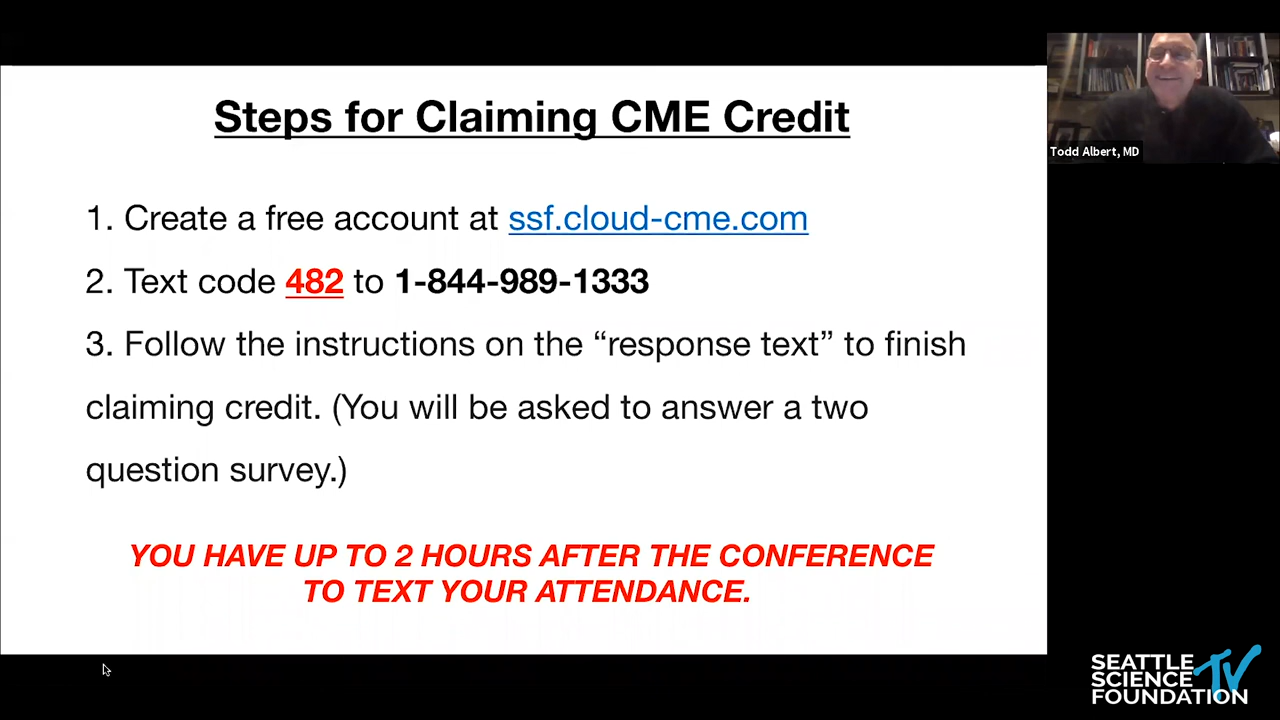 Steps for Claiming CME Credit
1. Create a free account at ssf.cloud-cme.com
2. Text code 482 to 1-844-989-1333
3. Follow the instructions on the “response text” to finish
claiming credit. (You will be asked to answer a two
question survey.)
YOU HAVE UP TO 2 HOURS AFTER THE CONFERENCE
TO TEXT YOUR ATTENDANCE.
Todd Albert, MD
SEATTLE
SCIENCE TV
FOUNDATION